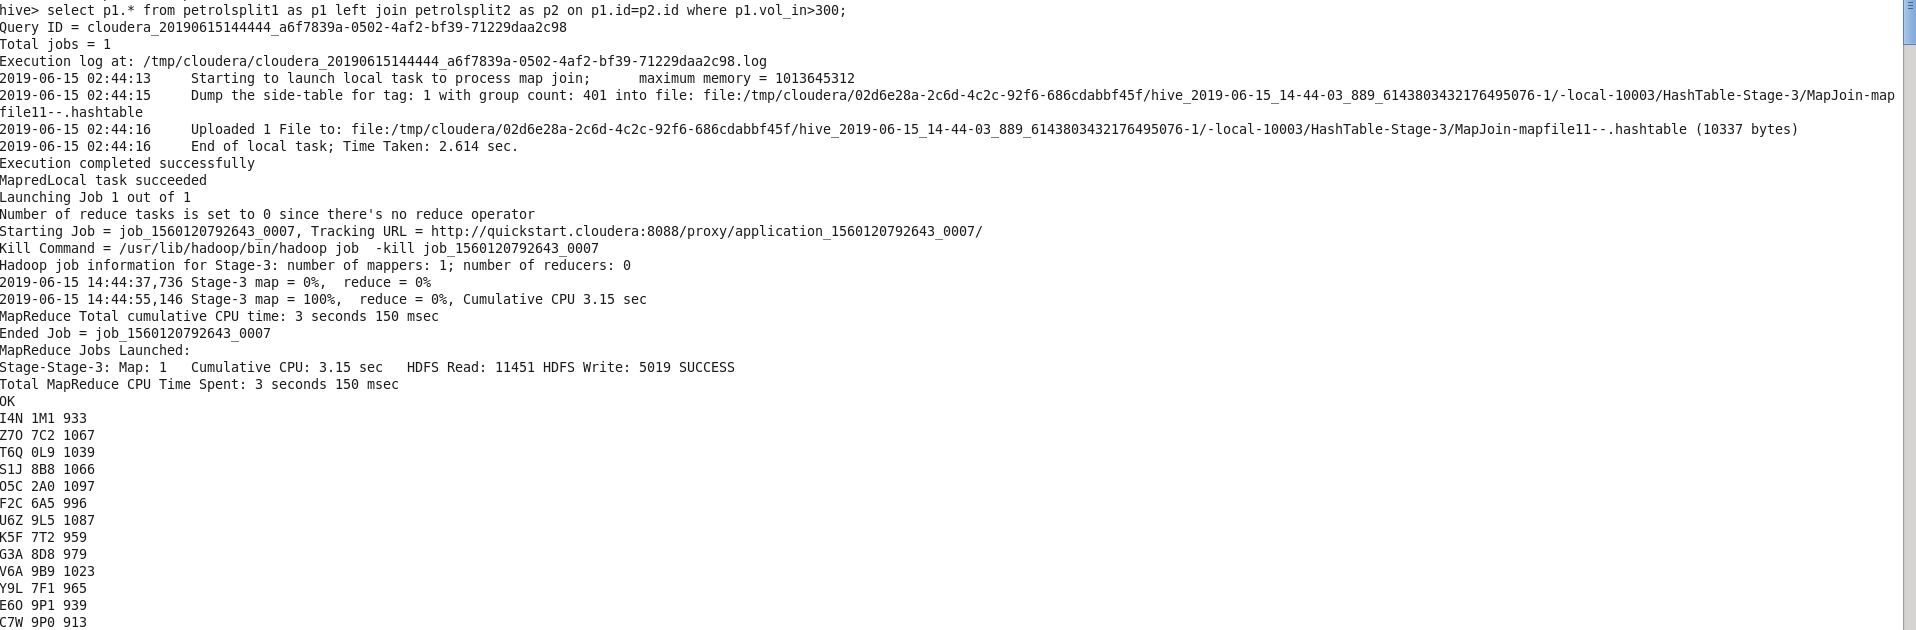 hive> select p1.* from petrolsplit1 as p1 left join petrolsplit2 as p2 on p1.id=p2.id where p1.vol_in>300;
Query ID = cloudera_20190615144444_a6f7839a-0502-4af2-bf39-71229daa2c98
Total jobs = 1
Execution log at: /tmp/cloudera/cloudera_20190615144444_a6f7839a-0502-4af2-bf39-71229daa2c98.log
2019-06-15 02:44:13     Starting to launch local task to process map join;      maximum memory = 1013645312
2019-06-15 02:44:15     Dump the side-table for tag: 1 with group count: 401 into file: file:/tmp/cloudera/02d6e28a-2c6d-4c2c-92f6-686cdabbf45f/hive_2019-06-15_14-44-03_889_6143803432176495076-1/-local-10003/HashTable-Stage-3/MapJoin-map
file11--.hashtable
2019-06-15 02:44:16     Uploaded 1 File to: file:/tmp/cloudera/02d6e28a-2c6d-4c2c-92f6-686cdabbf45f/hive_2019-06-15_14-44-03_889_6143803432176495076-1/-local-10003/HashTable-Stage-3/MapJoin-mapfile11--.hashtable (10337 bytes)
2019-06-15 02:44:16     End of local task; Time Taken: 2.614 sec.
Execution completed successfully
MapredLocal task succeeded
Launching Job 1 out of 1
Number of reduce tasks is set to 0 since there's no reduce operator
Starting Job = job_1560120792643_0007, Tracking URL = http://quickstart.cloudera:8088/proxy/application_1560120792643_0007/
Kill Command = /usr/lib/hadoop/bin/hadoop job  -kill job_1560120792643_0007
Hadoop job information for Stage-3: number of mappers: 1; number of reducers: 0
2019-06-15 14:44:37,736 Stage-3 map = 0%,  reduce = 0%
2019-06-15 14:44:55,146 Stage-3 map = 100%,  reduce = 0%, Cumulative CPU 3.15 sec
MapReduce Total cumulative CPU time: 3 seconds 150 msec
Ended Job = job_1560120792643_0007
MapReduce Jobs Launched:
Stage-Stage-3: Map: 1   Cumulative CPU: 3.15 sec   HDFS Read: 11451 HDFS Write: 5019 SUCCESS
Total MapReduce CPU Time Spent: 3 seconds 150 msec
OK
I4N 1M1 933
Z7O 7C2 1067
T6Q 0L9 1039
S1J 8B8 1066
O5C 2A0 1097
F2C 6A5 996
U6Z 9L5 1087
K5F 7T2 959
G3A 8D8 979
V6A 9B9 1023
Y9L 7F1 965
E6O 9P1 939
C7W 9P0 913